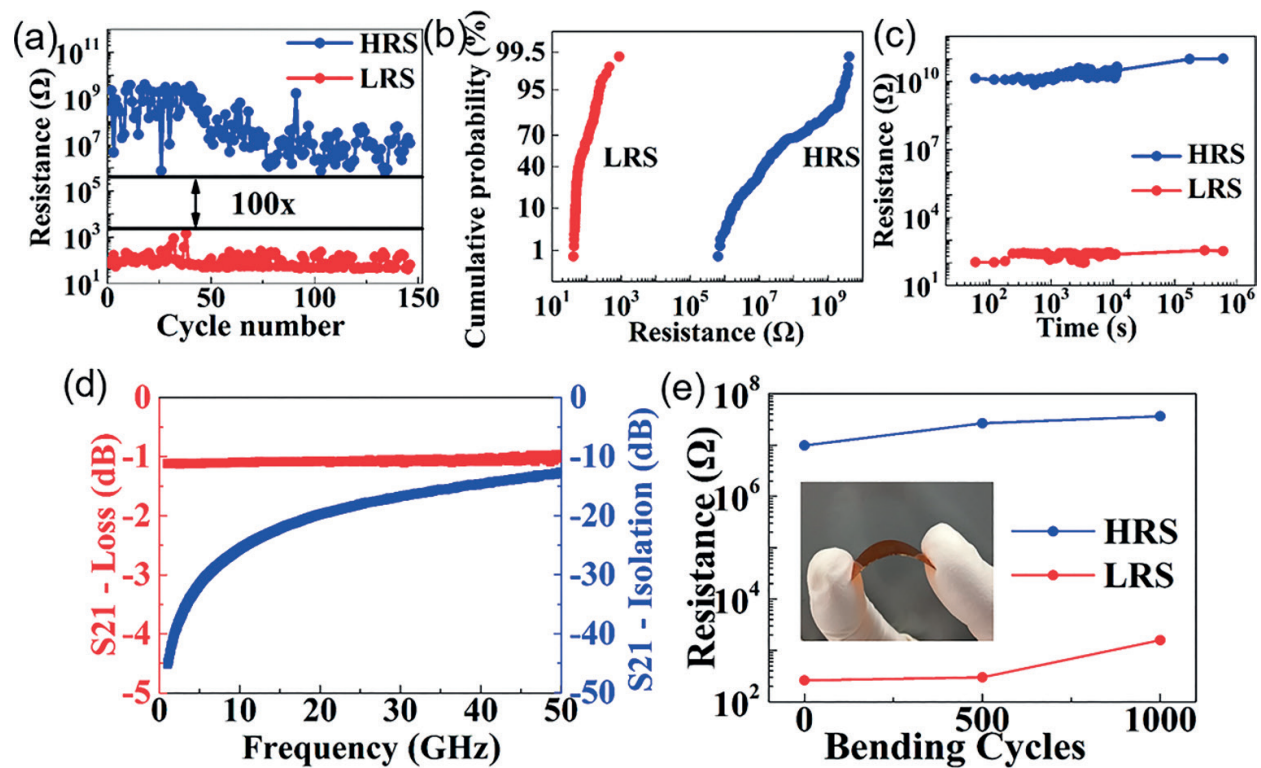 (a)
Resistance (Ω)
10¹¹
10⁹
10⁷
10⁵
10³
10¹
HRS
LRS
100x
0
50
100
150
Cycle number
(b)
Cumulative probability (%)
99.5
95
70
40
10
1
LRS
HRS
10¹
10³
10⁵
10⁷
10⁹
Resistance (Ω)
(c)
Resistance (Ω)
10¹⁰
10⁷
10⁴
10¹
HRS
LRS
10²
10³
10⁴
10⁵
10⁶
Time (s)
(d)
S21 - Loss (dB)
0
-1
-2
-3
-4
-5
0
-10
-20
-30
-40
-50
S21 - Isolation (dB)
0
10
20
30
40
50
Frequency (GHz)
(e)
Resistance (Ω)
10⁸
10⁶
10⁴
10²
HRS
LRS
0
500
1000
Bending Cycles